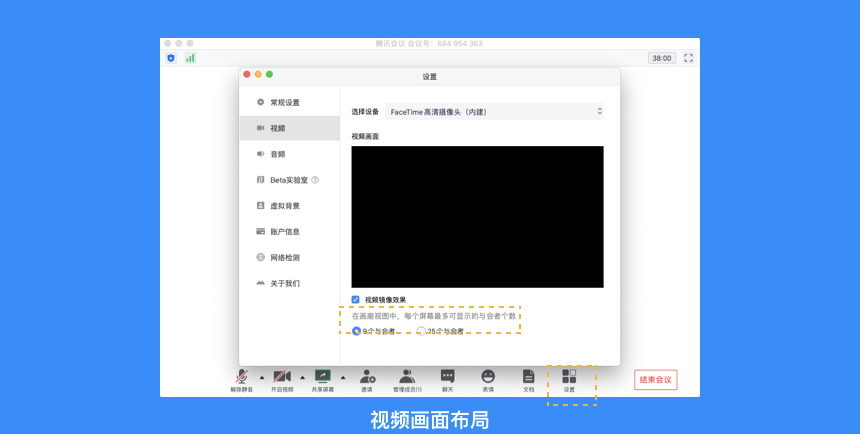 腾讯会议 会议号：684 954 363
38:00
设置
常规设置
视频
音频
Beta实验室
虚拟背景
账户信息
网络检测
关于我们
选择设备 FaceTime高清摄像头（内建）
视频画面
视频镜像效果
在画廊视图中，每个屏幕最多可显示的与会者个数
9个与会者 25个与会者
解除静音 开启视频 共享屏幕 邀请 管理成员(1) 聊天 表情 文档 设置 结束会议
视频画面布局